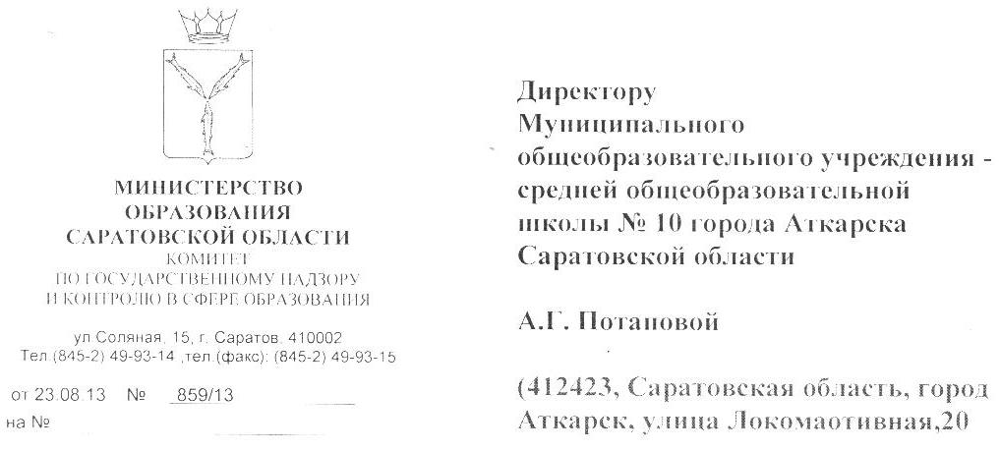 МИНИСТЕРСТВО
ОБРАЗОВАНИЯ
САРАТОВСКОЙ ОБЛАСТИ
КОМИТЕТ
ПО ГОСУДАРСТВЕННОМУ НАДЗОРУ
И КОНТРОЛЮ В СФЕРЕ ОБРАЗОВАНИЯ
ул.Соляная, 15, г. Саратов, 410002
Тел.(845-2) 49-93-14 ,тел.(факс): (845-2) 49-93-15
от 23.08.13 № 859/13
на №
Директору
Муниципального
общеобразовательного учреждения -
средней общеобразовательной
школы № 10 города Аткарска
Саратовской области
А.Г. Потаповой
(412423, Саратовская область, город
Аткарск, улица Локомаотивная,20